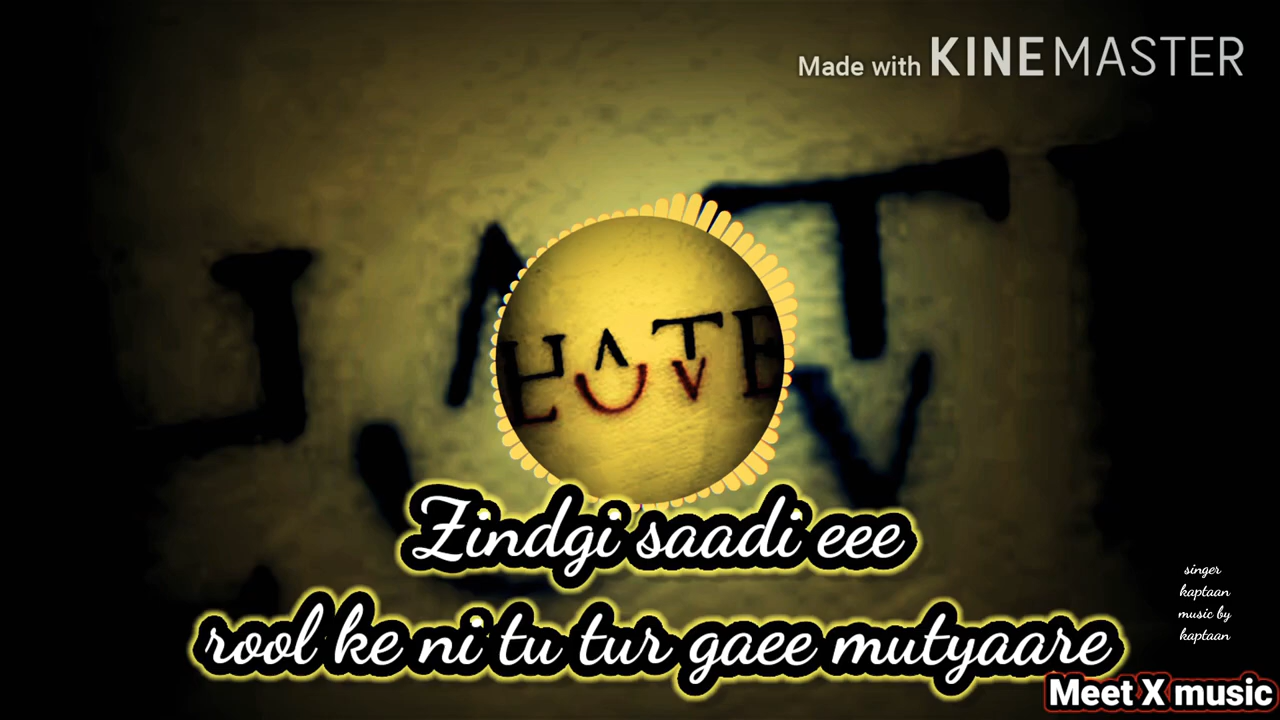 Made with KINEMASTER
HATE
LOVE
Zindgi saadi eee
rool ke ni tu tur gaee mutyaare
singer
kaptaan
music by
kaptaan
Meet X music